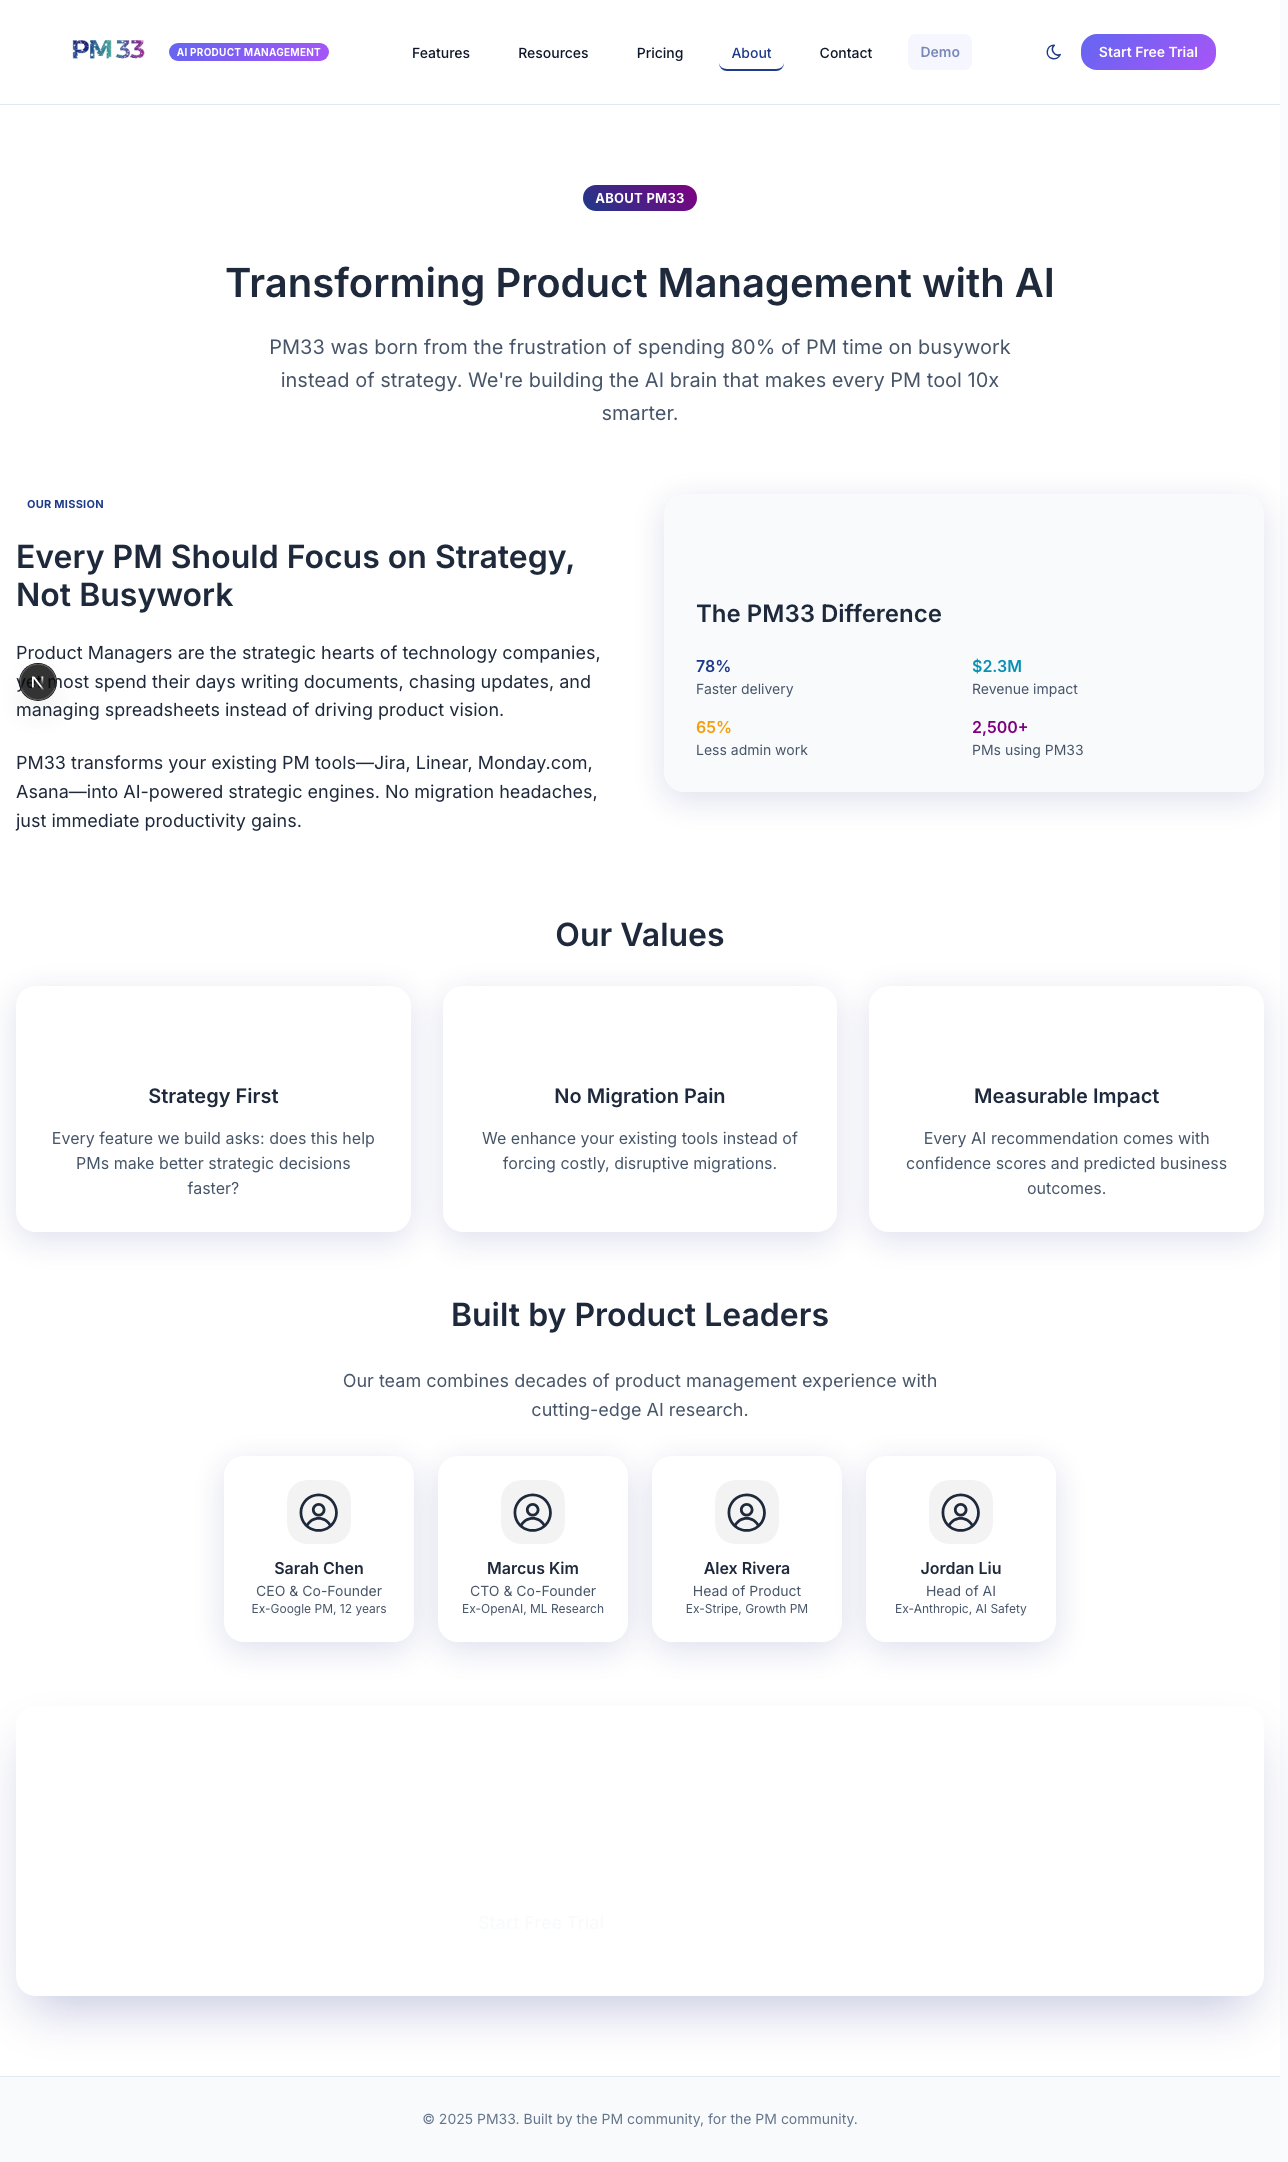 PM33
AI PRODUCT MANAGEMENT
Features
Resources
Pricing
About
Contact
Demo
Start Free Trial
ABOUT PM33
Transforming Product Management with AI
PM33 was born from the frustration of spending 80% of PM time on busywork
instead of strategy. We're building the AI brain that makes every PM tool 10x
smarter.
OUR MISSION
Every PM Should Focus on Strategy,
Not Busywork
Product Managers are the strategic hearts of technology companies,
yet most spend their days writing documents, chasing updates, and
managing spreadsheets instead of driving product vision.
PM33 transforms your existing PM tools—Jira, Linear, Monday.com,
Asana—into AI-powered strategic engines. No migration headaches,
just immediate productivity gains.
N
The PM33 Difference
78%
Faster delivery
$2.3M
Revenue impact
65%
Less admin work
2,500+
PMs using PM33
Our Values
Strategy First
Every feature we build asks: does this help
PMs make better strategic decisions
faster?
No Migration Pain
We enhance your existing tools instead of
forcing costly, disruptive migrations.
Measurable Impact
Every AI recommendation comes with
confidence scores and predicted business
outcomes.
Built by Product Leaders
Our team combines decades of product management experience with
cutting-edge AI research.
Sarah Chen
CEO & Co-Founder
Ex-Google PM, 12 years
Marcus Kim
CTO & Co-Founder
Ex-OpenAI, ML Research
Alex Rivera
Head of Product
Ex-Stripe, Growth PM
Jordan Liu
Head of AI
Ex-Anthropic, AI Safety
Start Free Trial
© 2025 PM33. Built by the PM community, for the PM community.